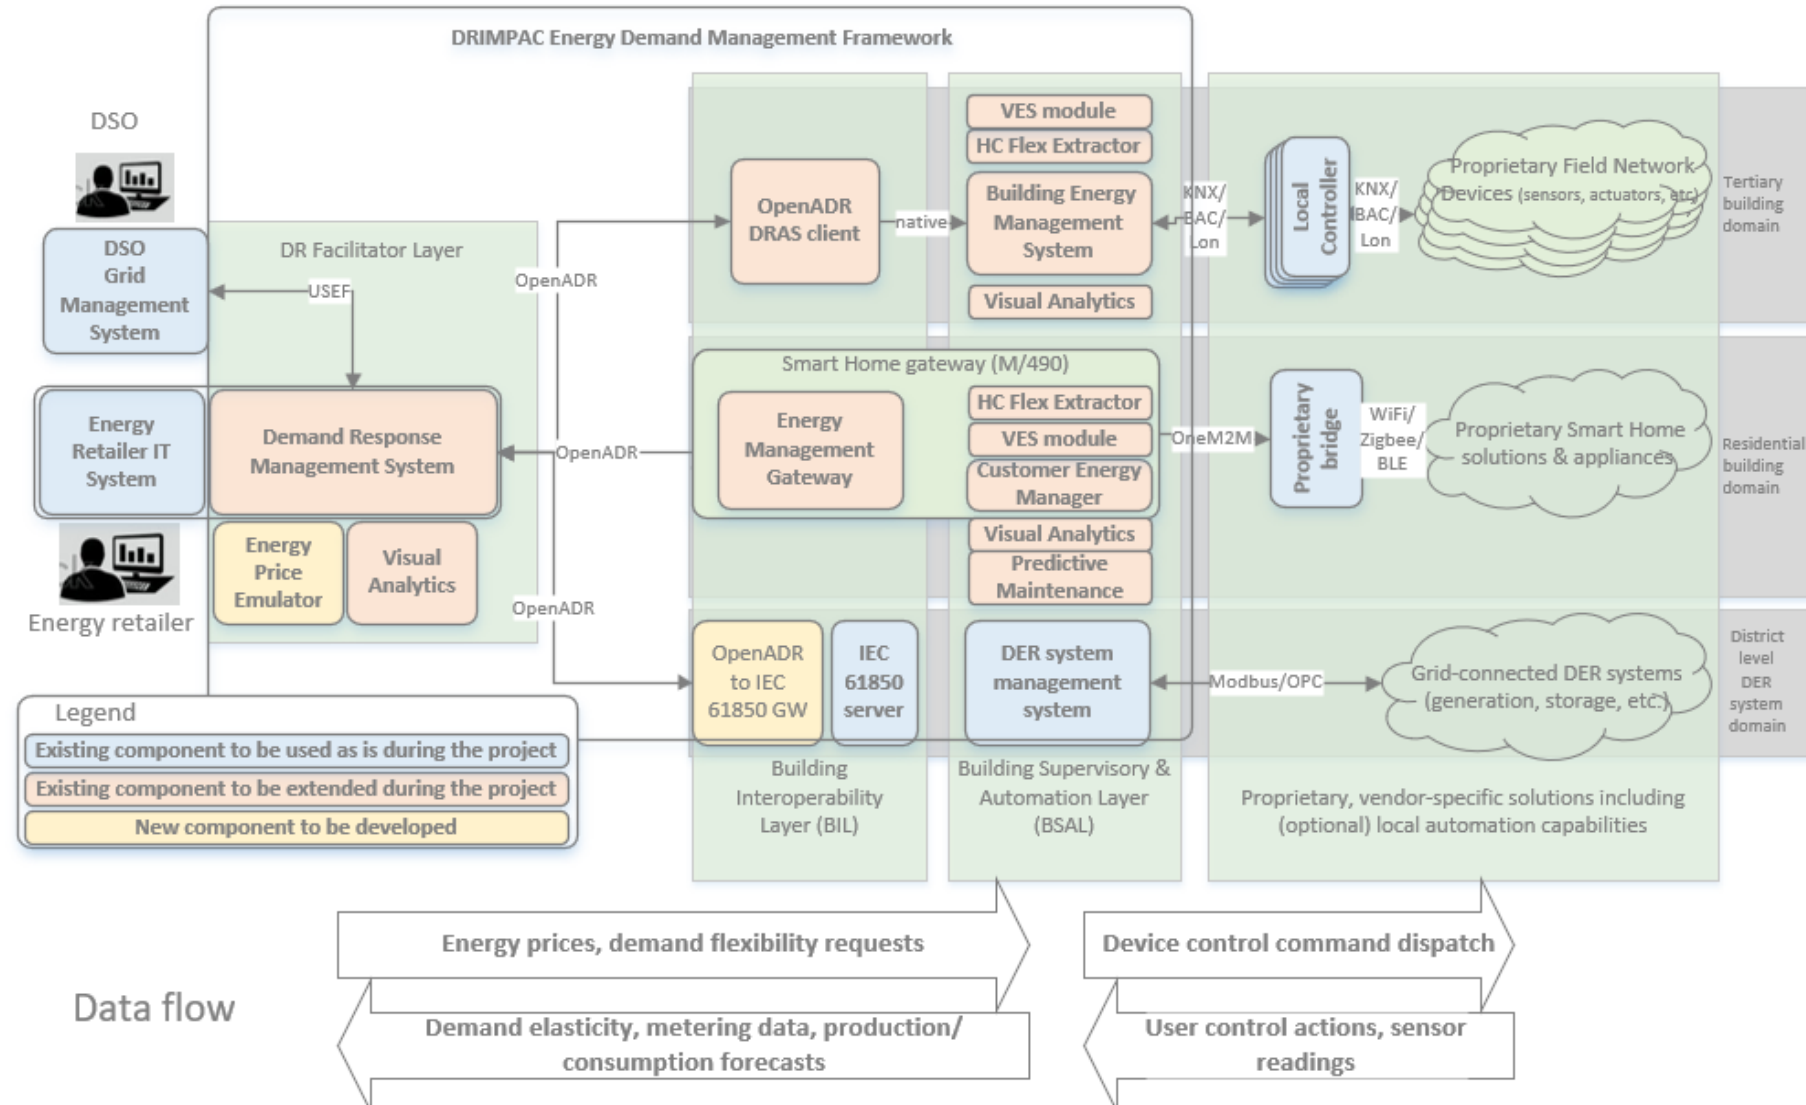 DRIMPAC Energy Demand Management Framework
DSO
DSO
Grid
Management
System
DR Facilitator Layer
USEF
OpenADR
Energy
Retailer IT
System
Demand Response
Management System
OpenADR
Energy
Price
Emulator
Visual
Analytics
Energy retailer
OpenADR
OpenADR
DRAS client
native
VES module
HC Flex Extractor
Building Energy
Management
System
Visual Analytics
KNX/
BAC/
Lon
Local
Controller
KNX/
BAC/
Lon
Proprietary Field Network
Devices (sensors, actuators, etc)
Tertiary
building
domain
Smart Home gateway (M/490)
Energy
Management
Gateway
HC Flex Extractor
VES module
Customer Energy
Manager
Visual Analytics
Predictive
Maintenance
OneM2M
Proprietary
bridge
WiFi/
Zigbee/
BLE
Proprietary Smart Home
solutions & appliances
Residential
building
domain
OpenADR
to IEC
61850 GW
IEC
61850
server
DER system
management
system
Modbus/OPC
Grid-connected DER systems
(generation, storage, etc.)
District
level
DER
system
domain
Legend
Existing component to be used as is during the project
Existing component to be extended during the project
New component to be developed
Building
Interoperability
Layer (BIL)
Building Supervisory &
Automation Layer
(BSAL)
Proprietary, vendor-specific solutions including
(optional) local automation capabilities
Data flow
Energy prices, demand flexibility requests
Device control command dispatch
Demand elasticity, metering data, production/
consumption forecasts
User control actions, sensor
readings